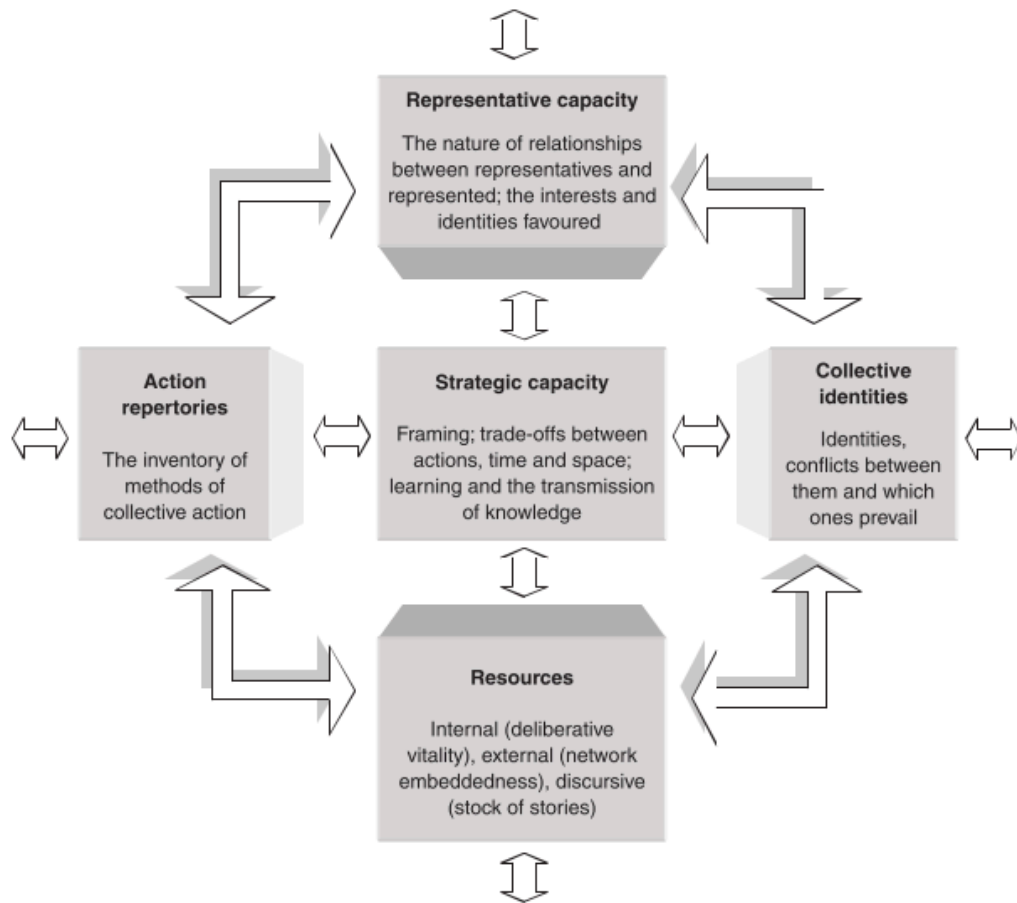 Representative capacity
The nature of relationships
between representatives and
represented; the interests and
identities favoured
Action
repertories
The inventory of
methods of
collective action
Strategic capacity
Framing; trade-offs between
actions, time and space;
learning and the transmission
of knowledge
Collective
identities
Identities,
conflicts between
them and which
ones prevail
Resources
Internal (deliberative
vitality), external (network
embeddedness), discursive
(stock of stories)